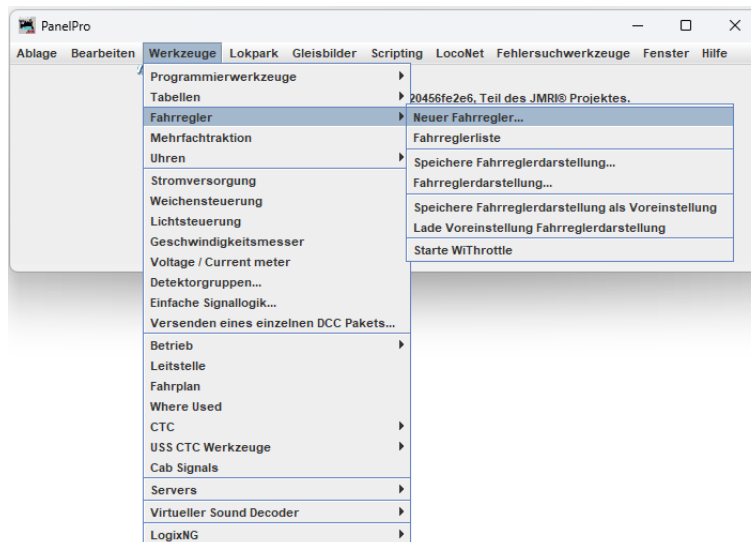 PanelPro
Ablage Bearbeiten Werkzeuge Lokpark Gleisbilder Scripting LocoNet Fehlersuchwerkzeuge Fenster Hilfe
Programmierwerkzeuge
Tabellen
20456fe2e6, Teil des JMRI® Projektes.
Fahrregler
Neuer Fahrregler...
Mehrfachtraktion
Fahrreglerliste
Uhren
Speichere Fahrreglerdarstellung...
Stromversorgung
Fahrreglerdarstellung...
Weichensteuerung
Speichere Fahrreglerdarstellung als Voreinstellung
Lichtsteuerung
Lade Voreinstellung Fahrreglerdarstellung
Geschwindigkeitsmesser
Starte WiThrottle
Voltage / Current meter
Detektorgruppen...
Einfache Signallogik...
Versenden eines einzelnen DCC Pakets...
Betrieb
Leitstelle
Fahrplan
Where Used
CTC
USS CTC Werkzeuge
Cab Signals
Servers
Virtueller Sound Decoder
LogixNG